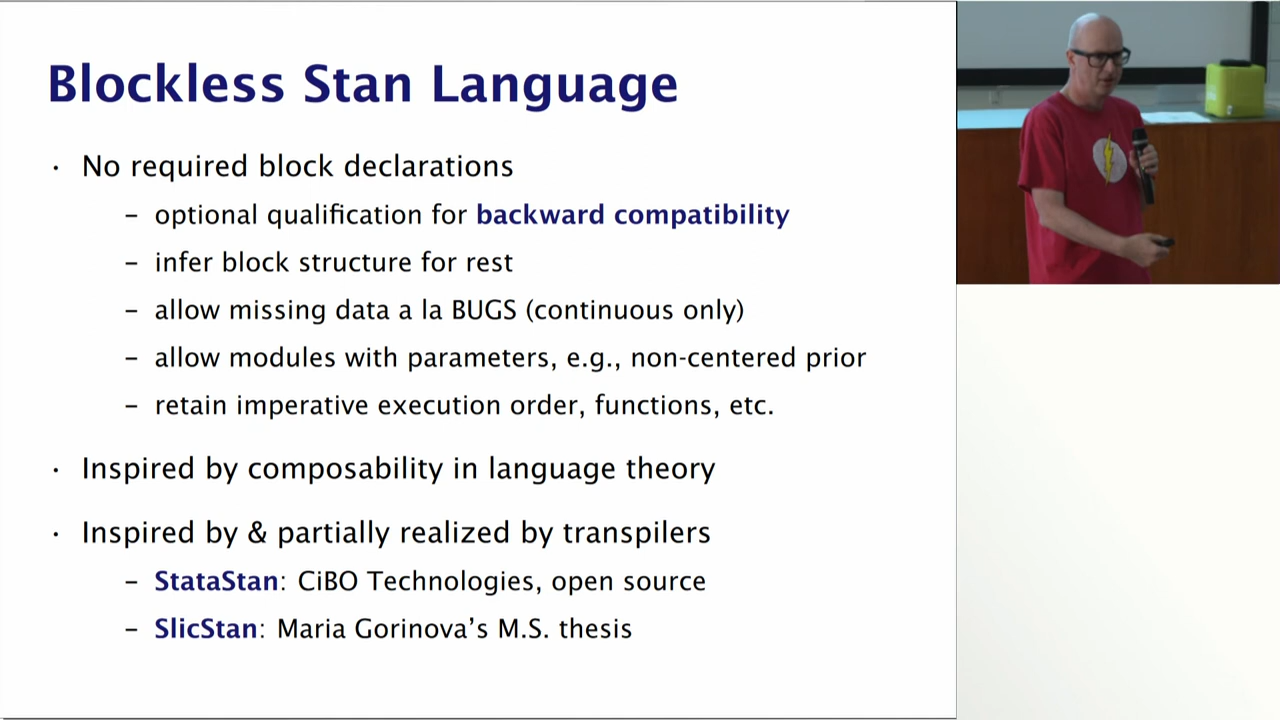 Blockless Stan Language
· No required block declarations
– optional qualification for backward compatibility
– infer block structure for rest
– allow missing data a la BUGS (continuous only)
– allow modules with parameters, e.g., non-centered prior
– retain imperative execution order, functions, etc.
· Inspired by composability in language theory
· Inspired by & partially realized by transpilers
– StataStan: CiBO Technologies, open source
– SlicStan: Maria Gorinova’s M.S. thesis